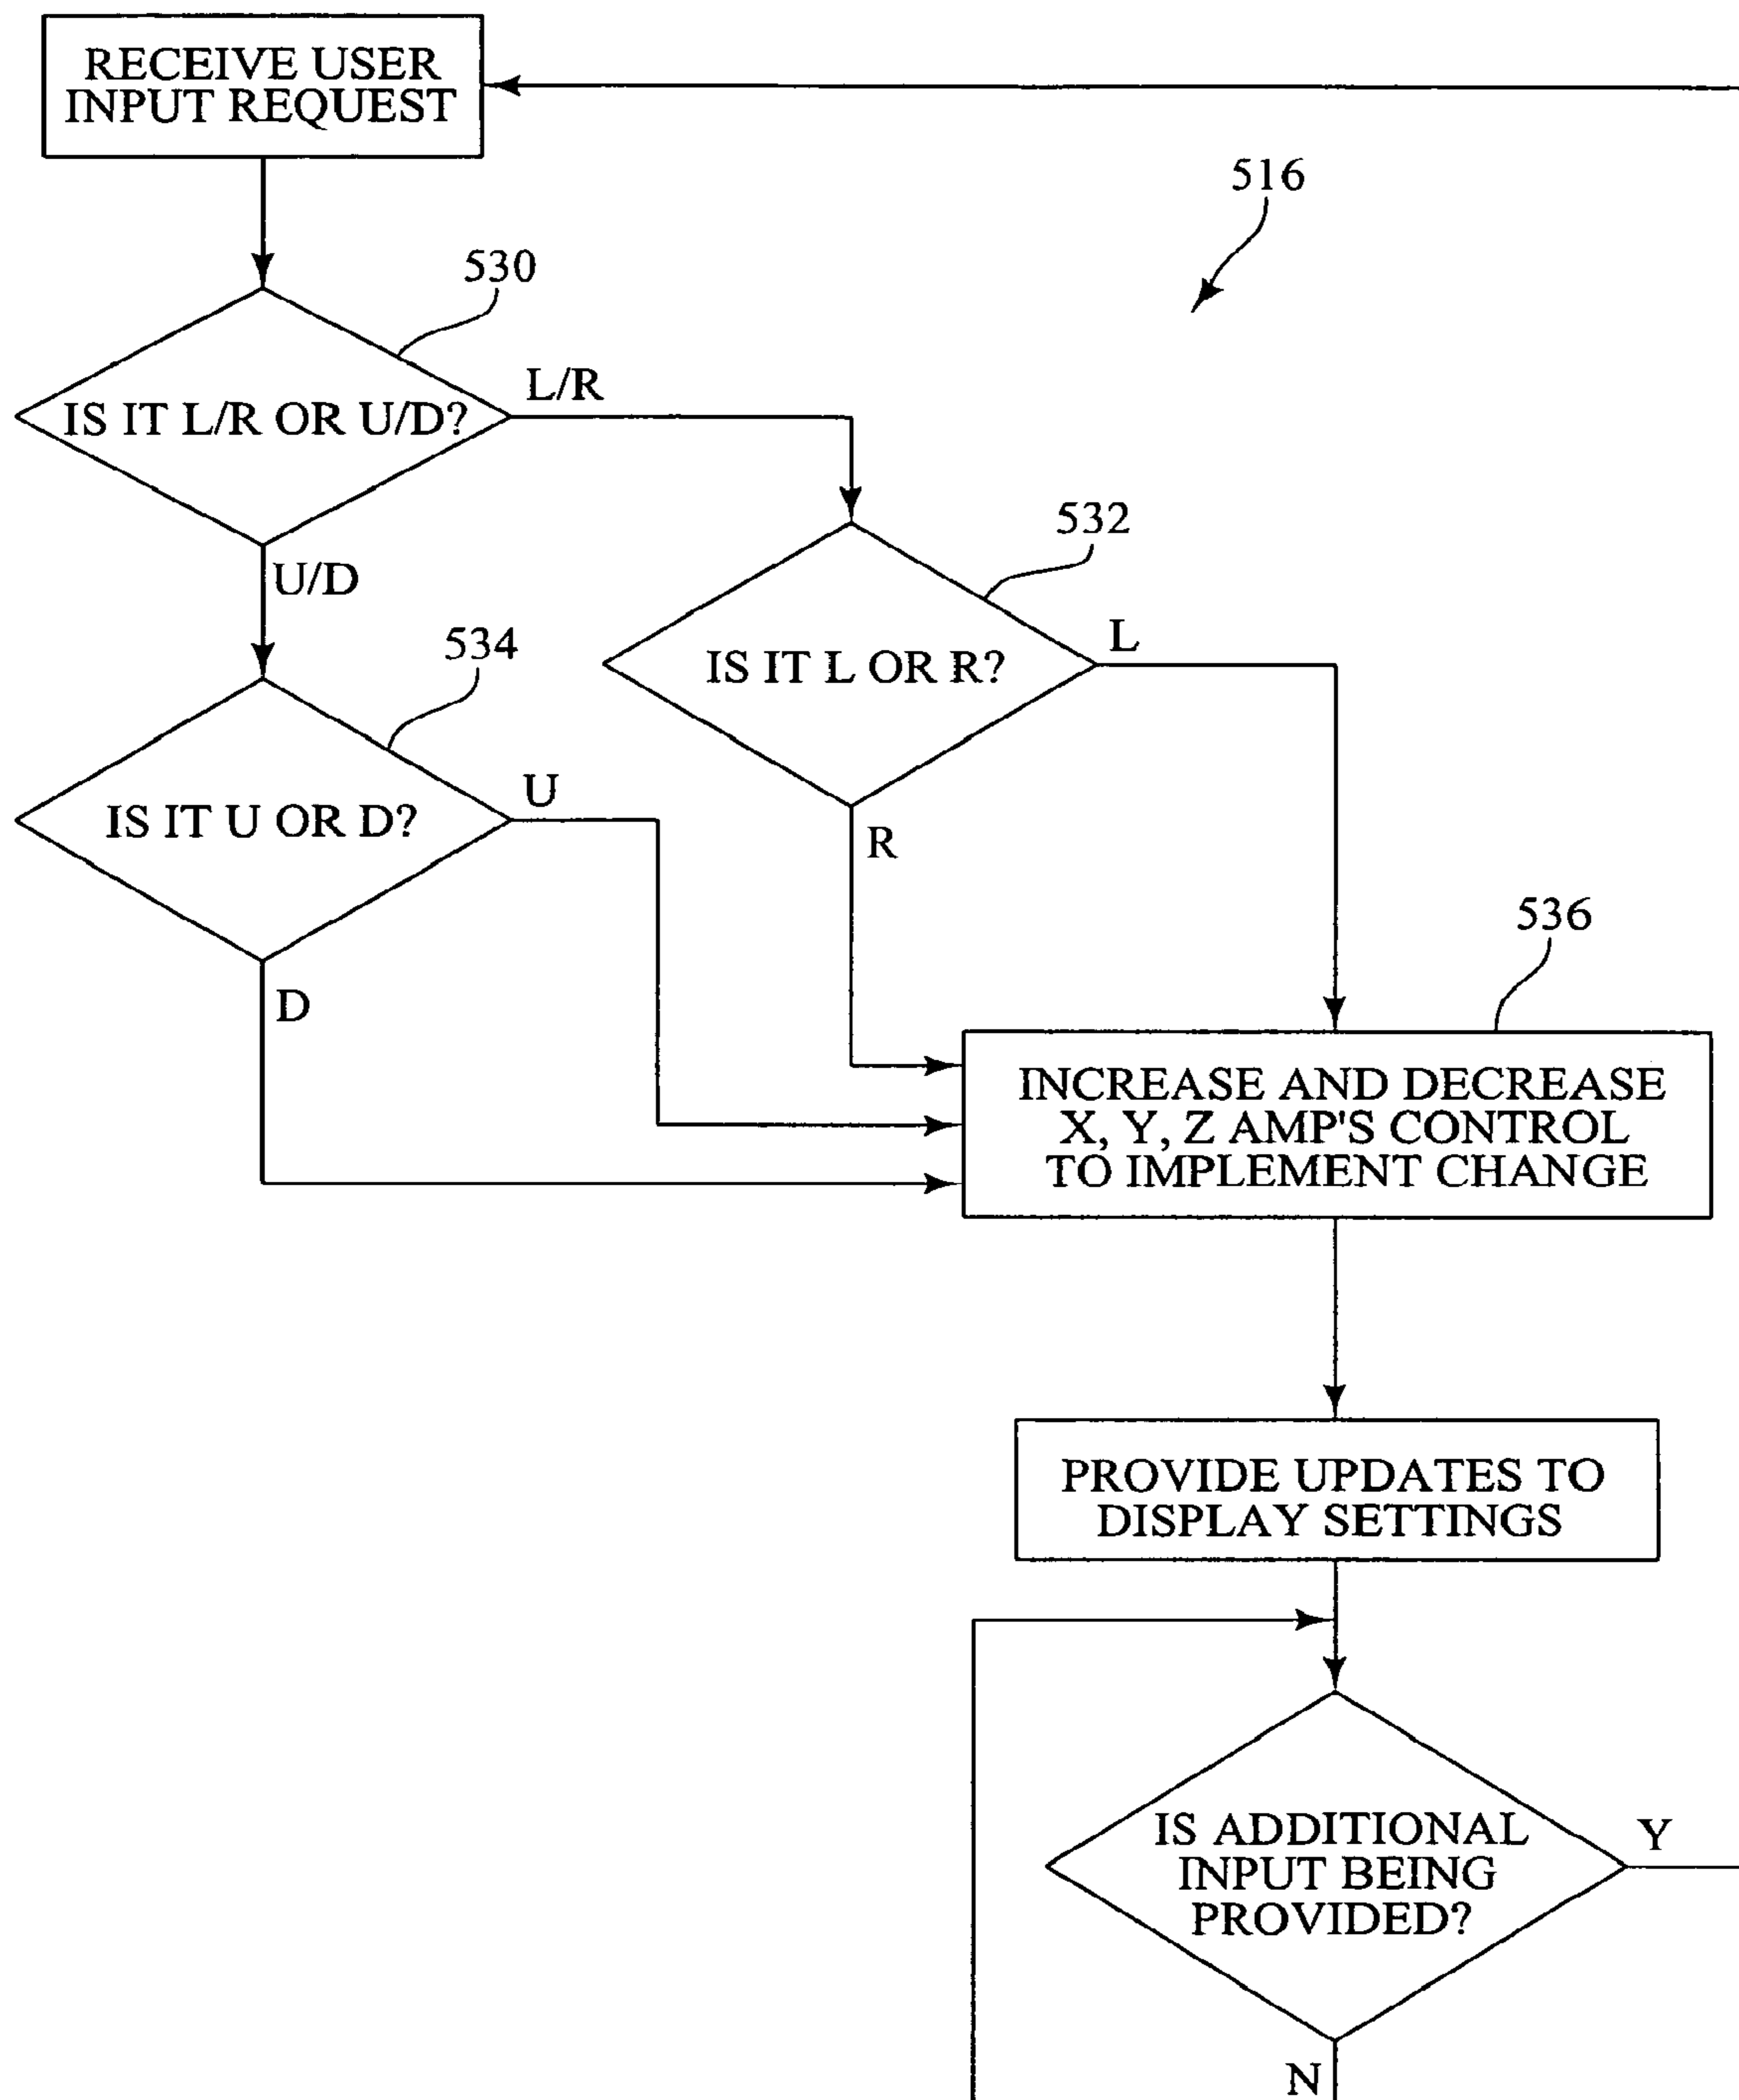 RECEIVE USER
INPUT REQUEST
516
530
IS IT L/R OR U/D?
L/R
U/D
532
IS IT L OR R?
L
R
534
IS IT U OR D?
U
D
536
INCREASE AND DECREASE
X, Y, Z AMP'S CONTROL
TO IMPLEMENT CHANGE
PROVIDE UPDATES TO
DISPLAY SETTINGS
IS ADDITIONAL
INPUT BEING
PROVIDED?
Y
N